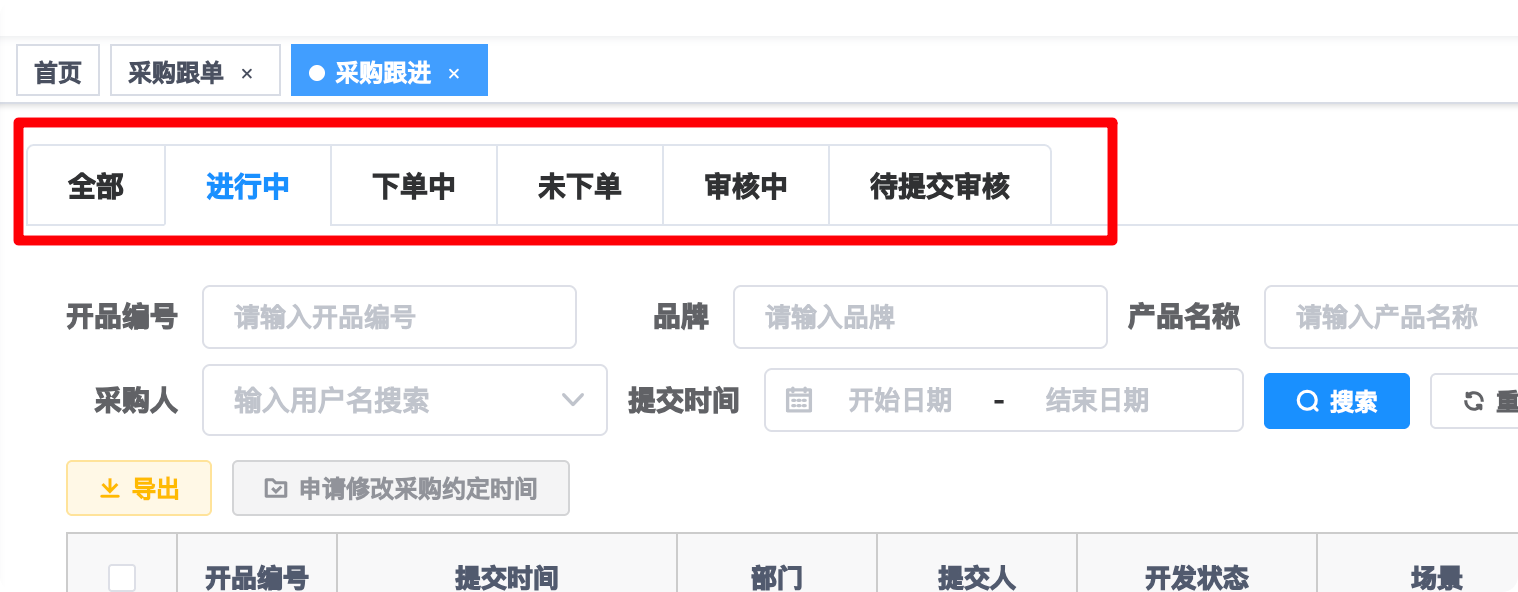 首页 采购跟单 × 采购跟进 ×
全部 进行中 下单中 未下单 审核中 待提交审核
开品编号 请输入开品编号 品牌 请输入品牌 产品名称 请输入产品名称
采购人 输入用户名搜索 提交时间 开始日期 - 结束日期 搜索 重
导出 申请修改采购约定时间
开品编号 提交时间 部门 提交人 开发状态 场景